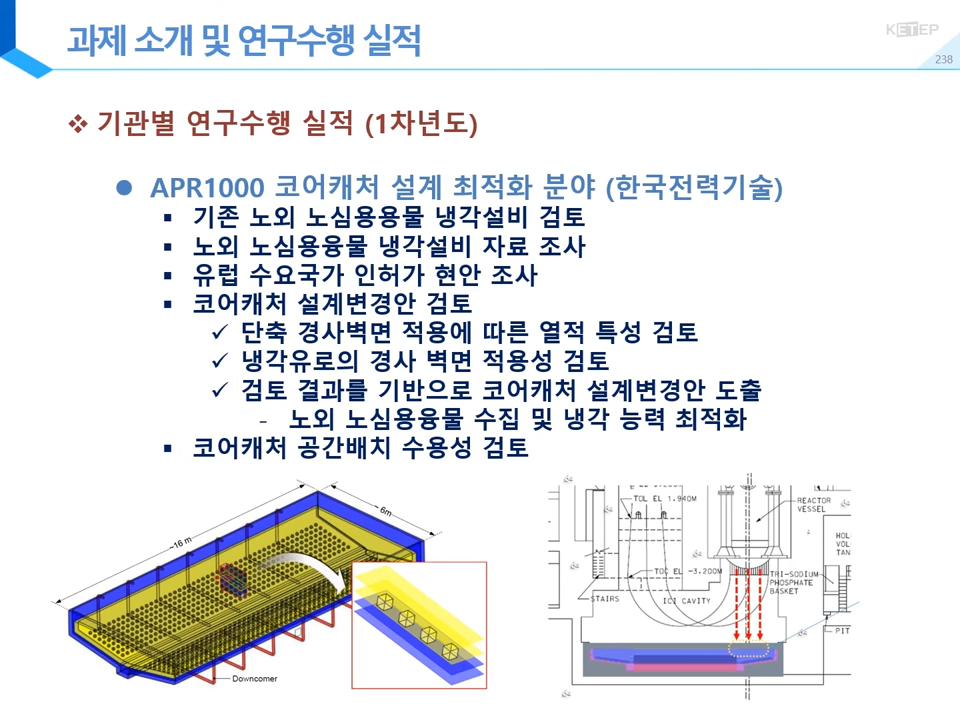 과제 소개 및 연구수행 실적
KETEP
238
❖ 기관별 연구수행 실적 (1차년도)
● APR1000 코어캐처 설계 최적화 분야 (한국전력기술)
▪ 기존 노외 노심용용물 냉각설비 검토
▪ 노외 노심용융물 냉각설비 자료 조사
▪ 유럽 수요국가 인허가 현안 조사
▪ 코어캐처 설계변경안 검토
✓ 단축 경사벽면 적용에 따른 열적 특성 검토
✓ 냉각유로의 경사 벽면 적용성 검토
✓ 검토 결과를 기반으로 코어캐처 설계변경안 도출
- 노외 노심용융물 수집 및 냉각 능력 최적화
▪ 코어캐처 공간배치 수용성 검토
~16 m
~ 6m
Downcomer
TOL EL 1.940M
REACTOR
VESSEL
HOL
VOL
TAN
TOC EL -3.200M
TRI-SODIUM
PHOSPHATE
BASKET
STAIRS
ICI CAVITY
PIT